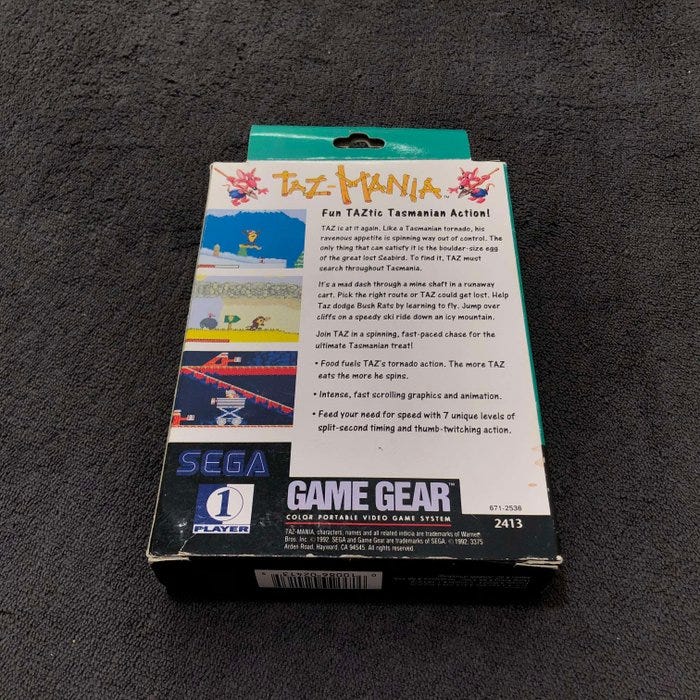 TAZ-MANIA™
Fun TAZtic Tasmanian Action!
TAZ is at it again. Like a Tasmanian tornado, his
ravenous appetite is spinning way out of control. The
only thing that can satisfy it is the boulder-size egg
of the great lost Seabird. To find it, TAZ must
search throughout Tasmania.
It's a mad dash through a mine shaft in a runaway
cart. Pick the right route or TAZ could get lost. Help
Taz dodge Bush Rats by learning to fly. Jump over
cliffs on a speedy ski ride down an icy mountain.
Join TAZ in a spinning, fast-paced chase for the
ultimate Tasmanian treat!
• Food fuels TAZ's tornado action. The more TAZ
eats the more he spins.
• Intense, fast scrolling graphics and animation.
• Feed your need for speed with 7 unique levels of
split-second timing and thumb-twitching action.
SEGA
1
PLAYER
GAME GEAR™
COLOR PORTABLE VIDEO GAME SYSTEM
671-2538
2413
TAZ-MANIA, characters, names and all related indicia are trademarks of Warner
Bros. Inc. © 1992. SEGA and Game Gear are trademarks of SEGA. © 1992, 3375
Arden Road, Hayward, CA 94545. All rights reserved.